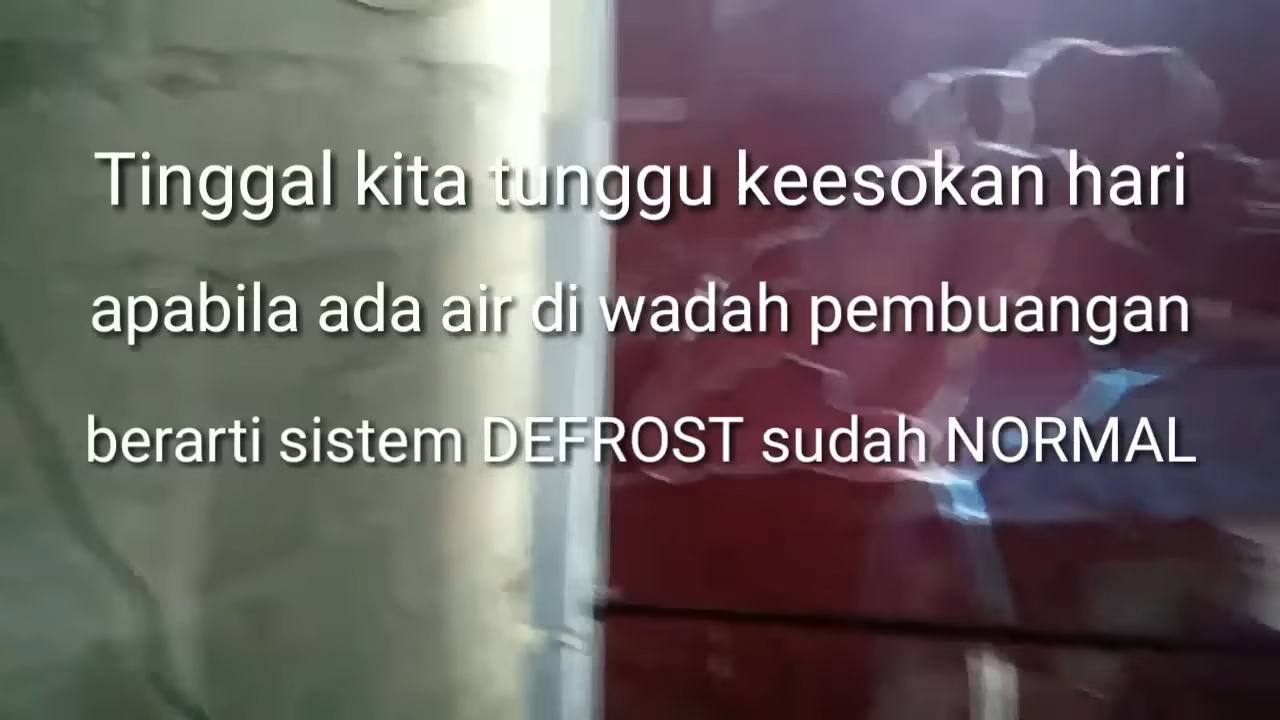 Tinggal kita tunggu keesokan hari
apabila ada air di wadah pembuangan
berarti sistem DEFROST sudah NORMAL